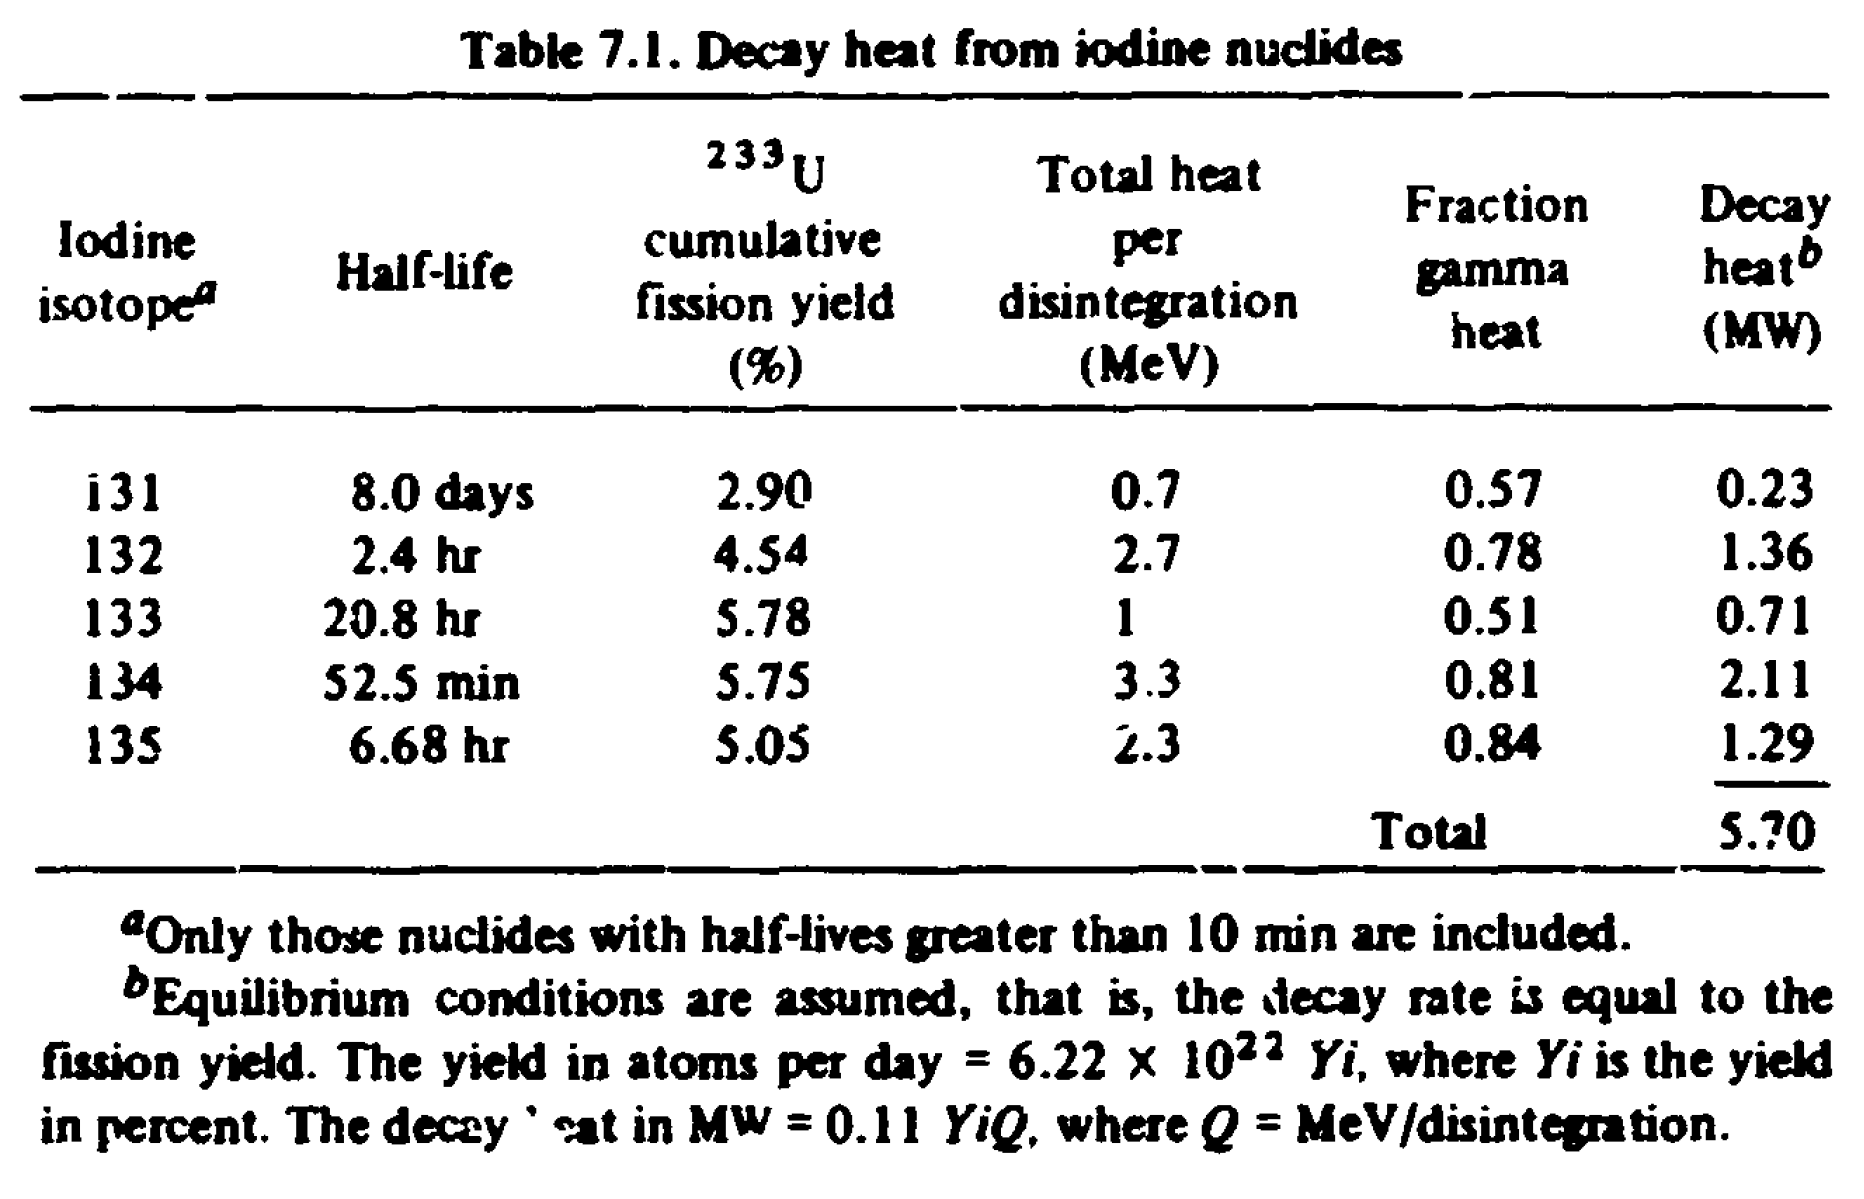 Table 7.1. Decay heat from iodine nuclides
Iodine isotope^a | Half-life | ^233U cumulative fission yield (%) | Total heat per disintegration (MeV) | Fraction gamma heat | Decay heat^b (MW)
131 8.0 days 2.90 0.7 0.57 0.23
132 2.4 hr 4.54 2.7 0.78 1.36
133 20.8 hr 5.78 1 0.51 0.71
134 52.5 min 5.75 3.3 0.81 2.11
135 6.68 hr 5.05 2.3 0.84 1.29
Total 5.70
^aOnly those nuclides with half-lives greater than 10 min are included.
^bEquilibrium conditions are assumed, that is, the decay rate is equal to the
fission yield. The yield in atoms per day = 6.22 × 10^22 Yi, where Yi is the yield
in percent. The decay heat in MW = 0.11 YiQ, where Q = MeV/disintegration.